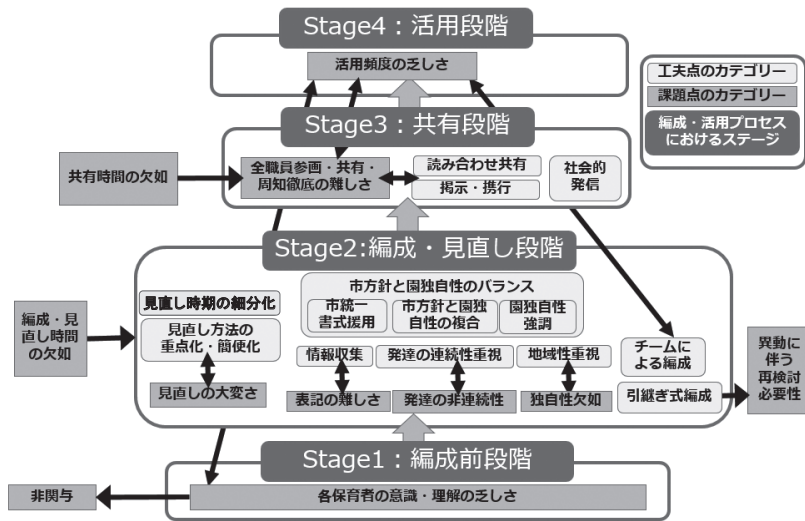 Stage4：活用段階
活用頻度の乏しさ
工夫点のカテゴリー
課題点のカテゴリー
編成・活用プロセス
におけるステージ
Stage3：共有段階
共有時間の欠如
全職員参画・共有・
周知徹底の難しさ
読み合わせ共有
掲示・携行
社会的
発信
Stage2:編成・見直し段階
編成・見
直し時間
の欠如
見直し時期の細分化
見直し方法の
重点化・簡便化
見直しの大変さ
市方針と園独自性のバランス
市統一
書式援用
市方針と園独
自性の複合
園独自性
強調
情報収集
発達の連続性重視
地域性重視
表記の難しさ
発達の非連続性
独自性欠如
チームに
よる編成
引継ぎ式編成
異動に
伴う
再検討
必要性
Stage1：編成前段階
非関与
各保育者の意識・理解の乏しさ